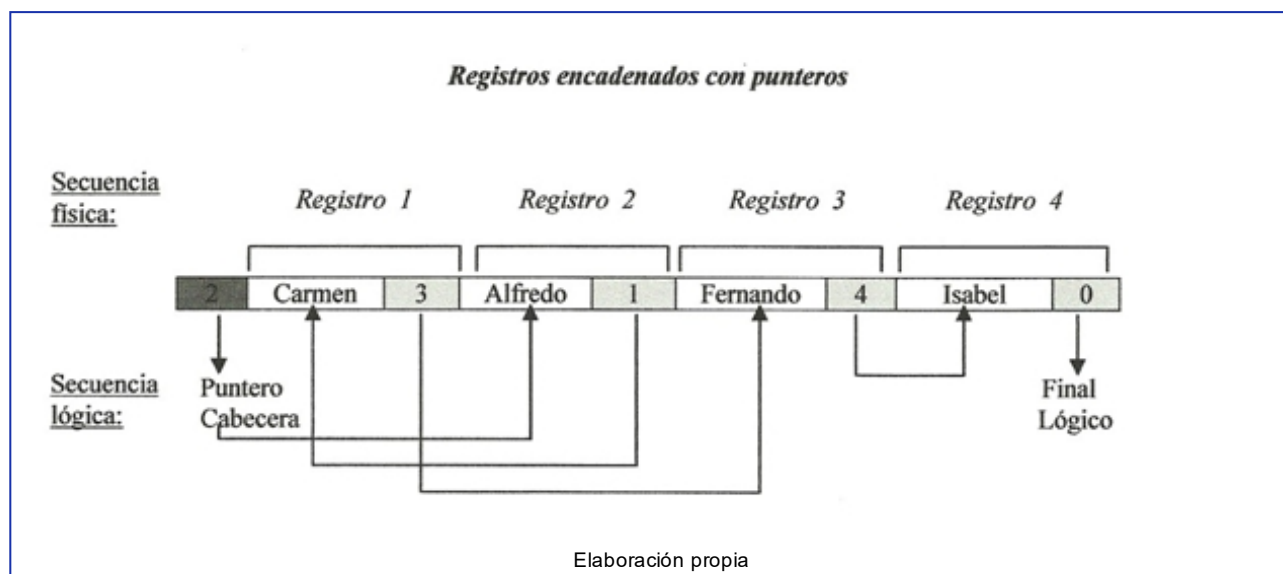 Registros encadenados con punteros
Secuencia física:
Registro 1 Registro 2 Registro 3 Registro 4
2 Carmen 3 Alfredo 1 Fernando 4 Isabel 0
Secuencia lógica:
Puntero Cabecera
Final Lógico
Elaboración propia